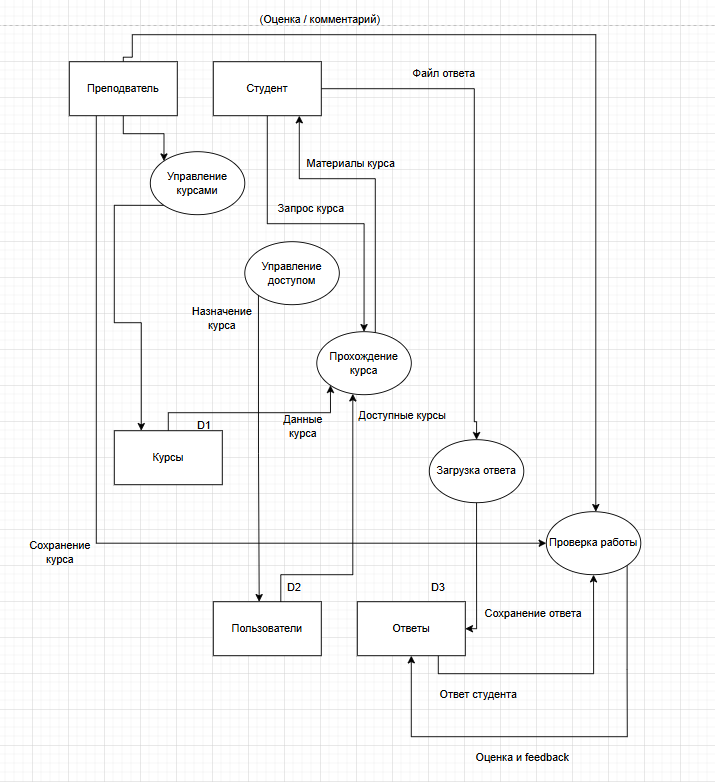 (Оценка / комментарий)
Преподватель
Студент
Файл ответа
Материалы курса
Управление
курсами
Запрос курса
Управление
доступом
Назначение
курса
Прохождение
курса
Данные
курса
Доступные курсы
D1
Курсы
Загрузка ответа
Сохранение
курса
Проверка работы
D2
D3
Пользователи
Ответы
Сохранение ответа
Ответ студента
Оценка и feedback